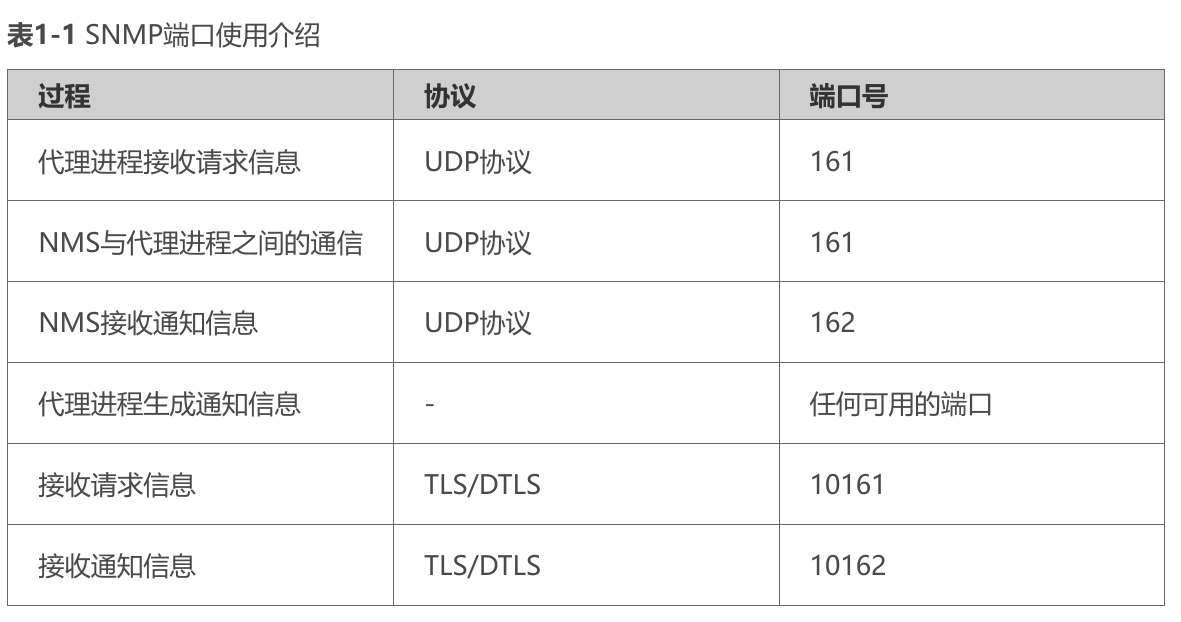 表1-1 SNMP端口使用介绍
过程 协议 端口号
代理进程接收请求信息 UDP协议 161
NMS与代理进程之间的通信 UDP协议 161
NMS接收通知信息 UDP协议 162
代理进程生成通知信息 - 任何可用的端口
接收请求信息 TLS/DTLS 10161
接收通知信息 TLS/DTLS 10162